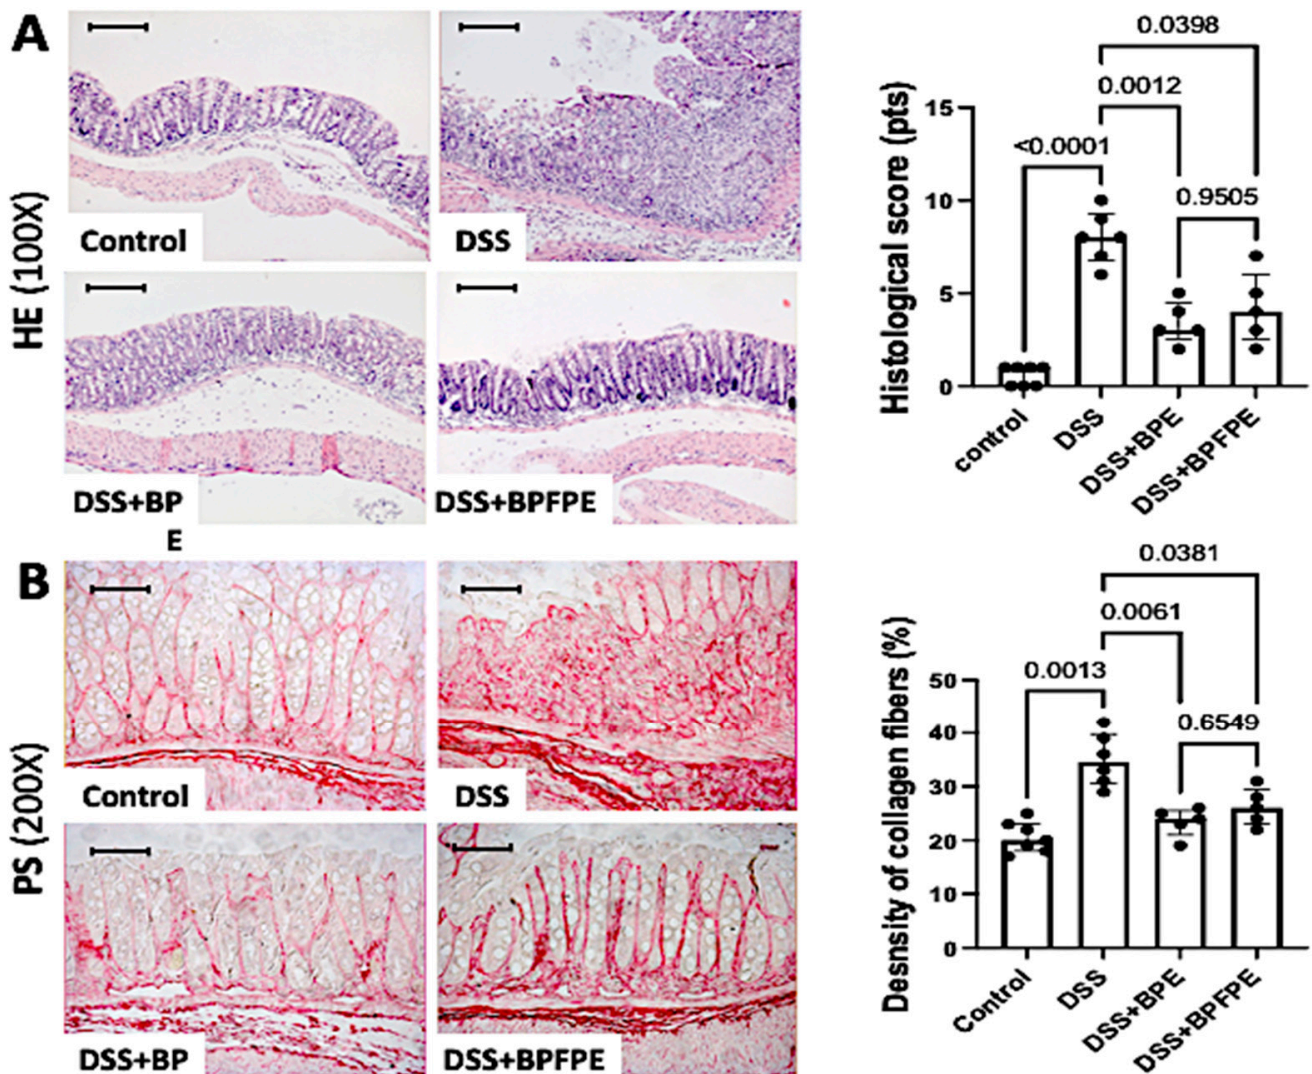 A
HE (100X)
Control
DSS
DSS+BP
E
DSS+BPFPE
Histological score (pts)
15
10
5
0
<0.0001
0.0012
0.0398
0.9505
control
DSS
DSS+BPE
DSS+BPFPE
B
PS (200X)
Control
DSS
DSS+BP
DSS+BPFPE
Desnsity of collagen fibers (%)
50
40
30
20
10
0
0.0013
0.0061
0.0381
0.6549
Control
DSS
DSS+BPE
DSS+BPFPE